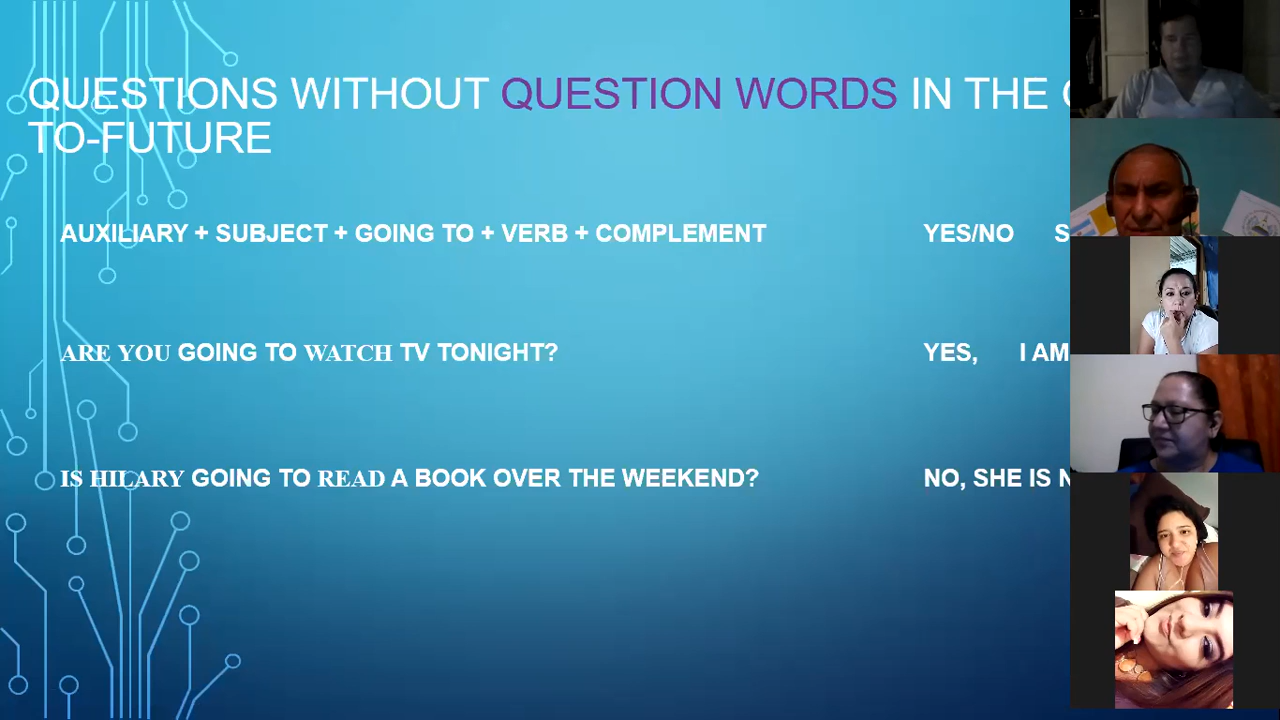 QUESTIONS WITHOUT QUESTION WORDS IN THE
TO-FUTURE
AUXILIARY + SUBJECT + GOING TO + VERB + COMPLEMENT YES/NO
ARE YOU GOING TO WATCH TV TONIGHT? YES, I AM
IS HILARY GOING TO READ A BOOK OVER THE WEEKEND? NO, SHE IS